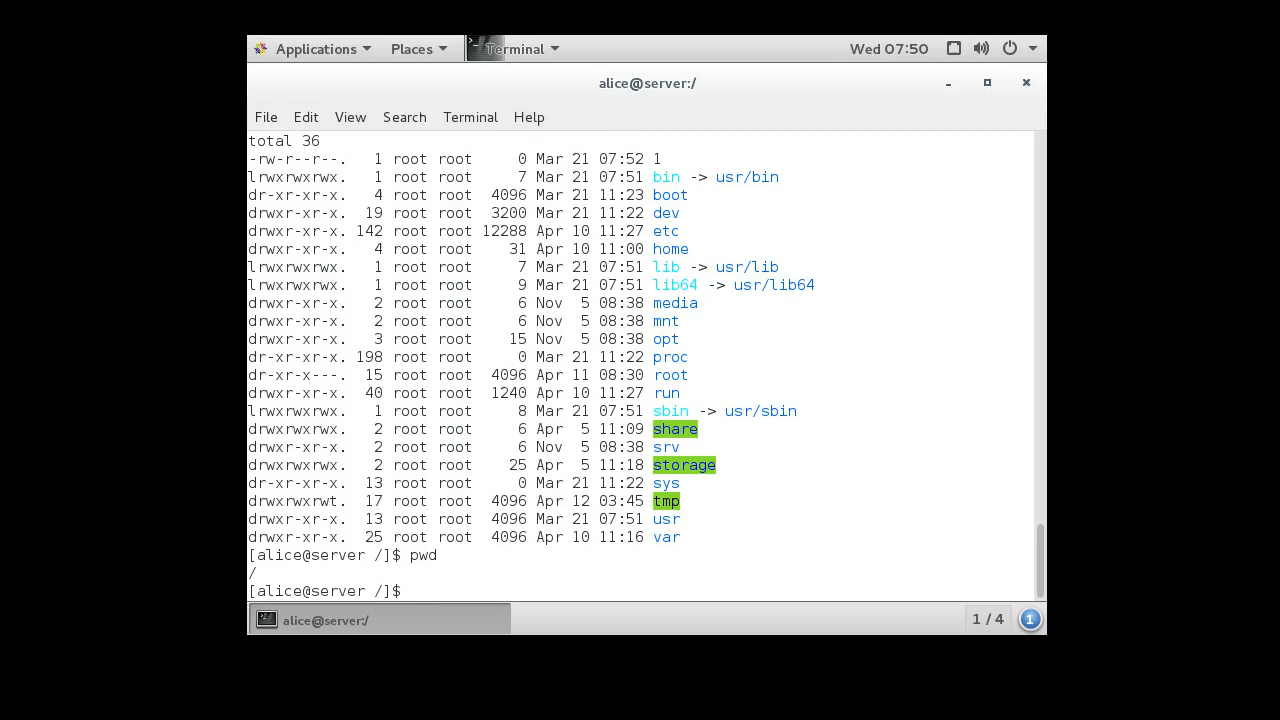 Applications Places Terminal Wed 07:50
alice@server:/
File Edit View Search Terminal Help
total 36
-rw-r--r--.   1 root root     0 Mar 21 07:52 1
lrwxrwxrwx.   1 root root     7 Mar 21 07:51 bin -> usr/bin
dr-xr-xr-x.   4 root root  4096 Mar 21 11:23 boot
drwxr-xr-x.  19 root root  3200 Mar 21 11:22 dev
drwxr-xr-x. 142 root root 12288 Apr 10 11:27 etc
drwxr-xr-x.   4 root root    31 Apr 10 11:00 home
lrwxrwxrwx.   1 root root     7 Mar 21 07:51 lib -> usr/lib
lrwxrwxrwx.   1 root root     9 Mar 21 07:51 lib64 -> usr/lib64
drwxr-xr-x.   2 root root     6 Nov  5 08:38 media
drwxr-xr-x.   2 root root     6 Nov  5 08:38 mnt
drwxr-xr-x.   3 root root    15 Nov  5 08:38 opt
dr-xr-xr-x. 198 root root     0 Mar 21 11:22 proc
dr-xr-x---.  15 root root  4096 Apr 11 08:30 root
drwxr-xr-x.  40 root root  1240 Apr 10 11:27 run
lrwxrwxrwx.   1 root root     8 Mar 21 07:51 sbin -> usr/sbin
drwxrwxrwx.   2 root root     6 Apr  5 11:09 share
drwxr-xr-x.   2 root root     6 Nov  5 08:38 srv
drwxrwxrwx.   2 root root    25 Apr  5 11:18 storage
dr-xr-xr-x.  13 root root     0 Mar 21 11:22 sys
drwxrwxrwt.  17 root root  4096 Apr 12 03:45 tmp
drwxr-xr-x.  13 root root  4096 Mar 21 07:51 usr
drwxr-xr-x.  25 root root  4096 Apr 10 11:16 var
[alice@server /]$ pwd
/
[alice@server /]$
alice@server:/ 1 / 4 1